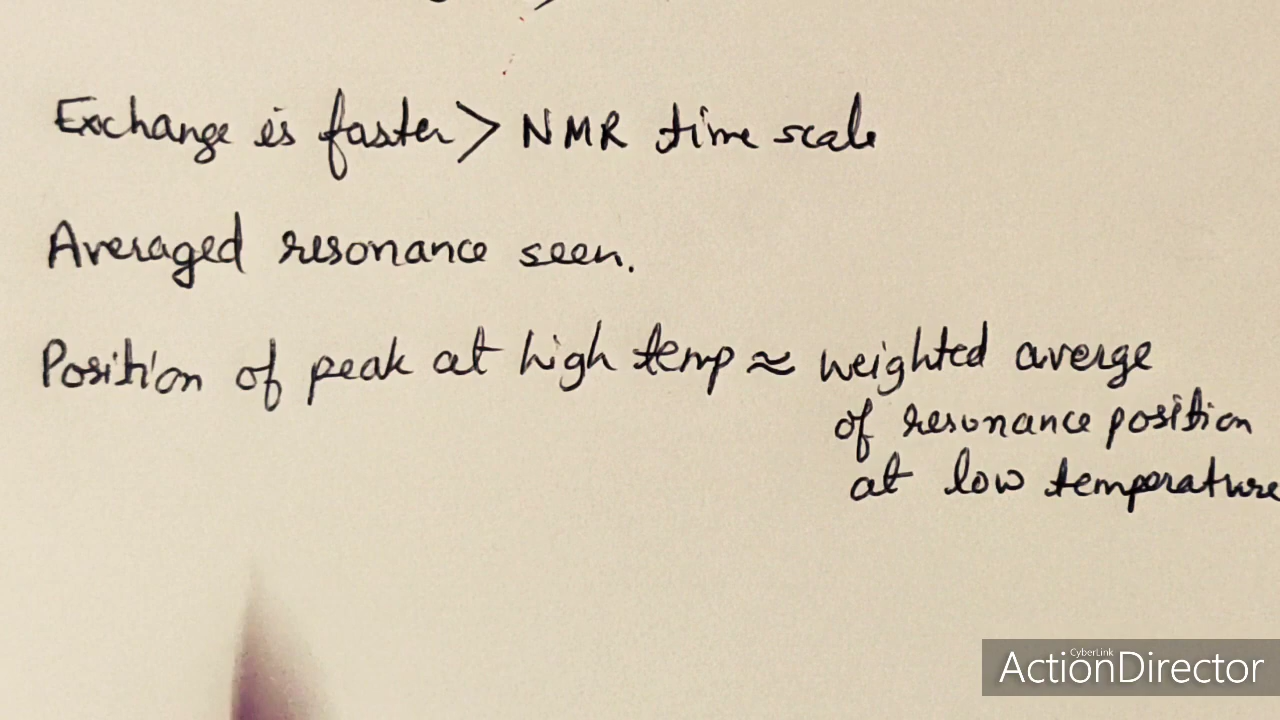 Exchange is faster > NMR time scale
Averaged resonance seen.
Position of peak at high temp ≈ weighted averge
of resonance position
at low temperature
CyberLink
ActionDirector